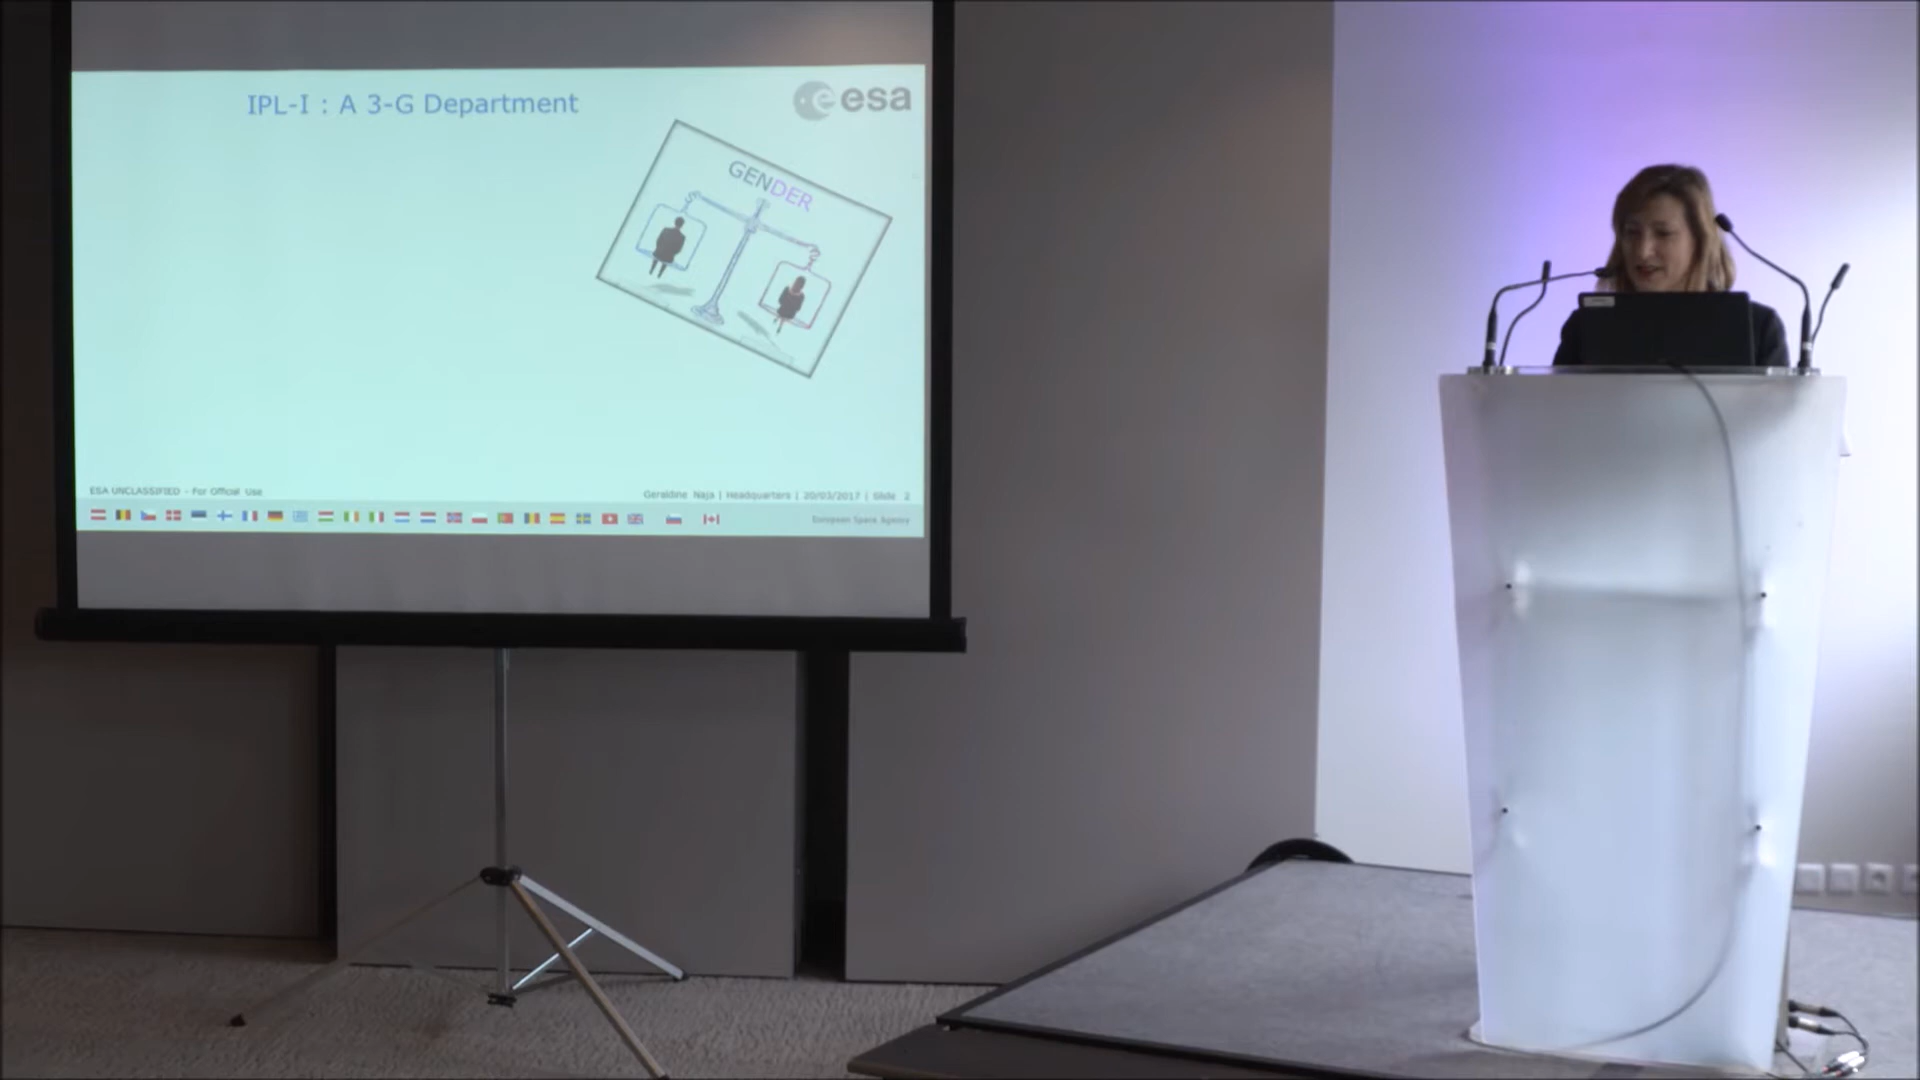 IPL-I : A 3-G Department
esa
GENDER
ESA UNCLASSIFIED - For Official Use
Geraldine Naja | Headquarters | 20/03/2017 | Slide 2
European Space Agency